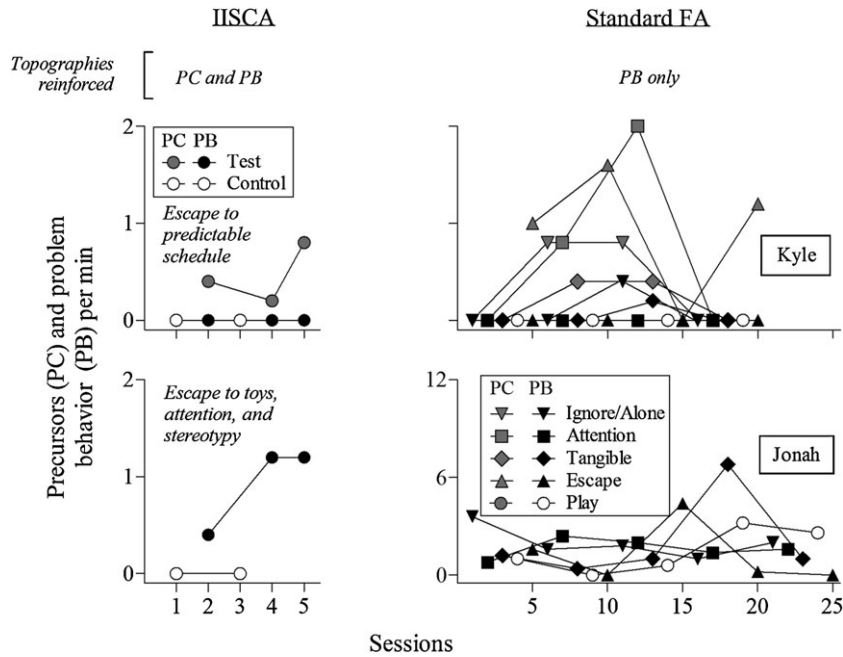 IISCA
Standard FA
Topographies
reinforced
PC and PB
PB only
Precursors (PC) and problem
behavior (PB) per min
2
1
0
PC PB
Test
Control
Escape to
predictable
schedule
Kyle
2
1
0
Escape to toys,
attention, and
stereotypy
1 2 3 4 5
12
6
0
PC PB
Ignore/Alone
Attention
Tangible
Escape
Play
Jonah
5 10 15 20 25
Sessions